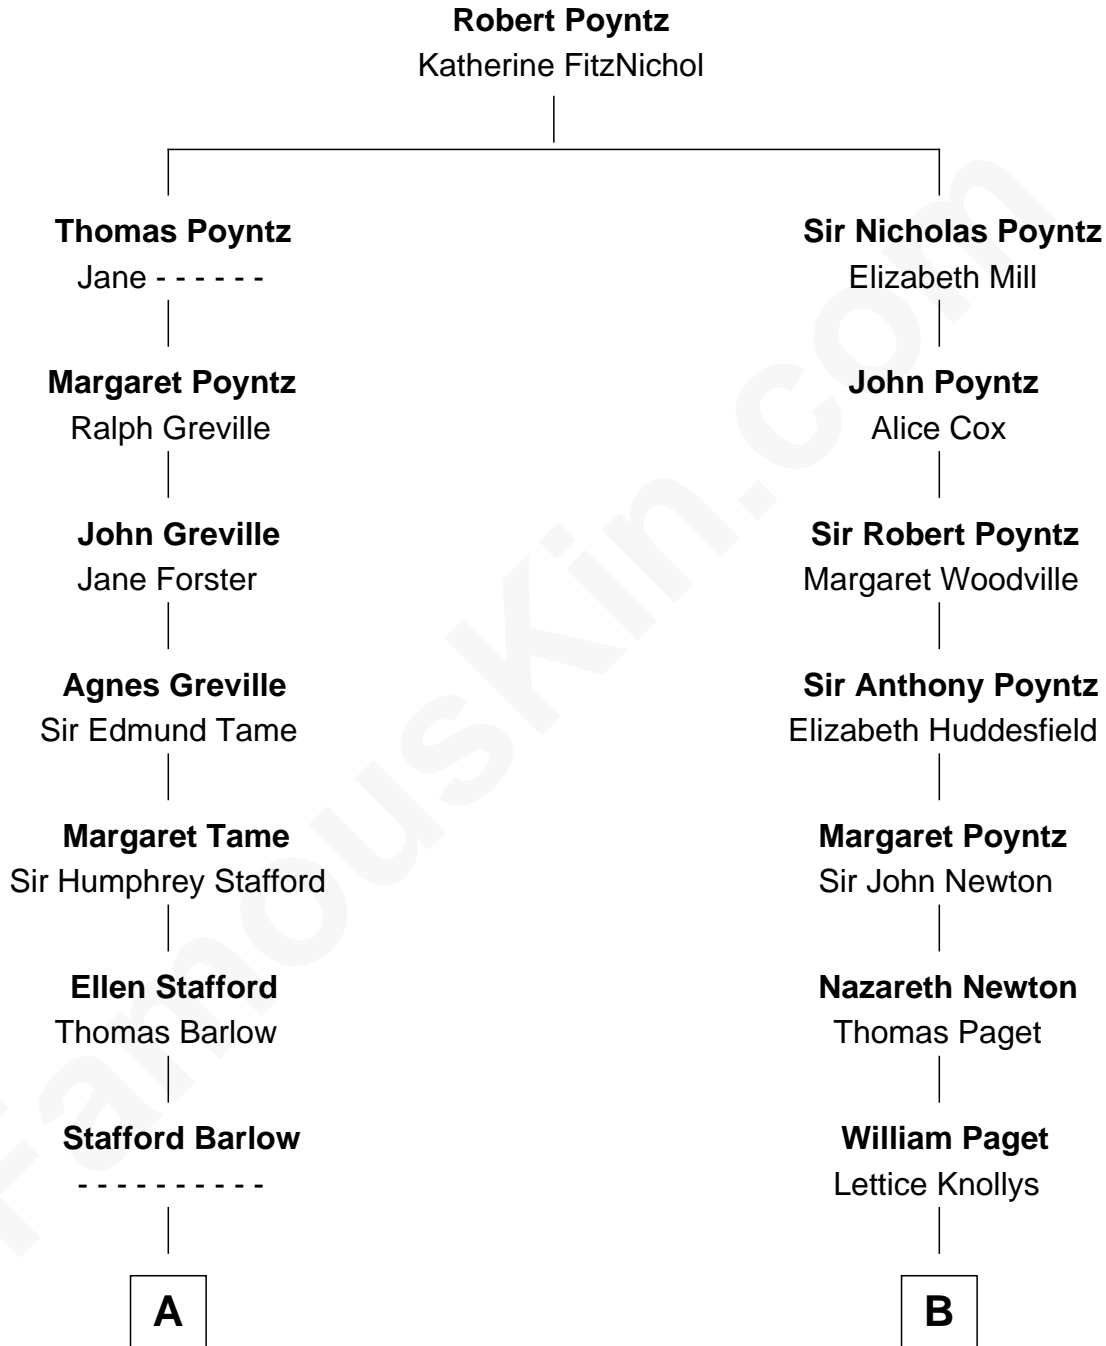 Robert Poyntz
Katherine FitzNichol
Thomas Poyntz
Jane - - - - - -
Margaret Poyntz
Ralph Greville
John Greville
Jane Forster
Agnes Greville
Sir Edmund Tame
Margaret Tame
Sir Humphrey Stafford
Ellen Stafford
Thomas Barlow
Stafford Barlow
- - - - - - - - - -
A
Sir Nicholas Poyntz
Elizabeth Mill
John Poyntz
Alice Cox
Sir Robert Poyntz
Margaret Woodville
Sir Anthony Poyntz
Elizabeth Huddesfield
Margaret Poyntz
Sir John Newton
Nazareth Newton
Thomas Paget
William Paget
Lettice Knollys
B
FamousKin.com